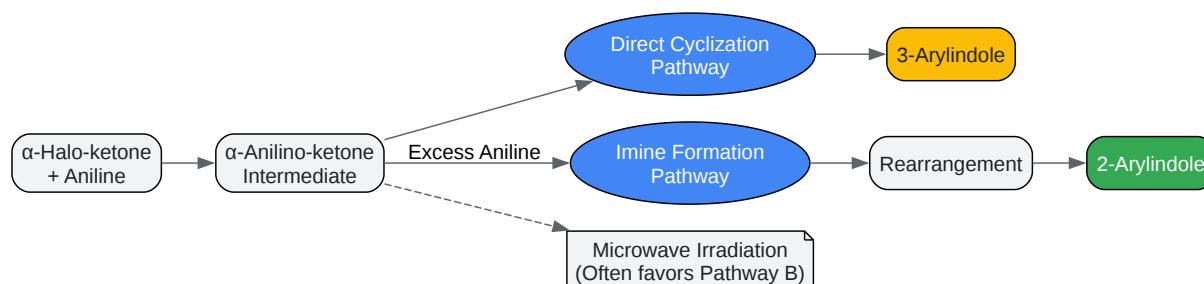 α-Halo-ketone
+ Aniline
α-Anilino-ketone
Intermediate
Direct Cyclization
Pathway
3-Arylindole
Excess Aniline
Imine Formation
Pathway
Rearrangement
2-Arylindole
Microwave Irradiation
(Often favors Pathway B)